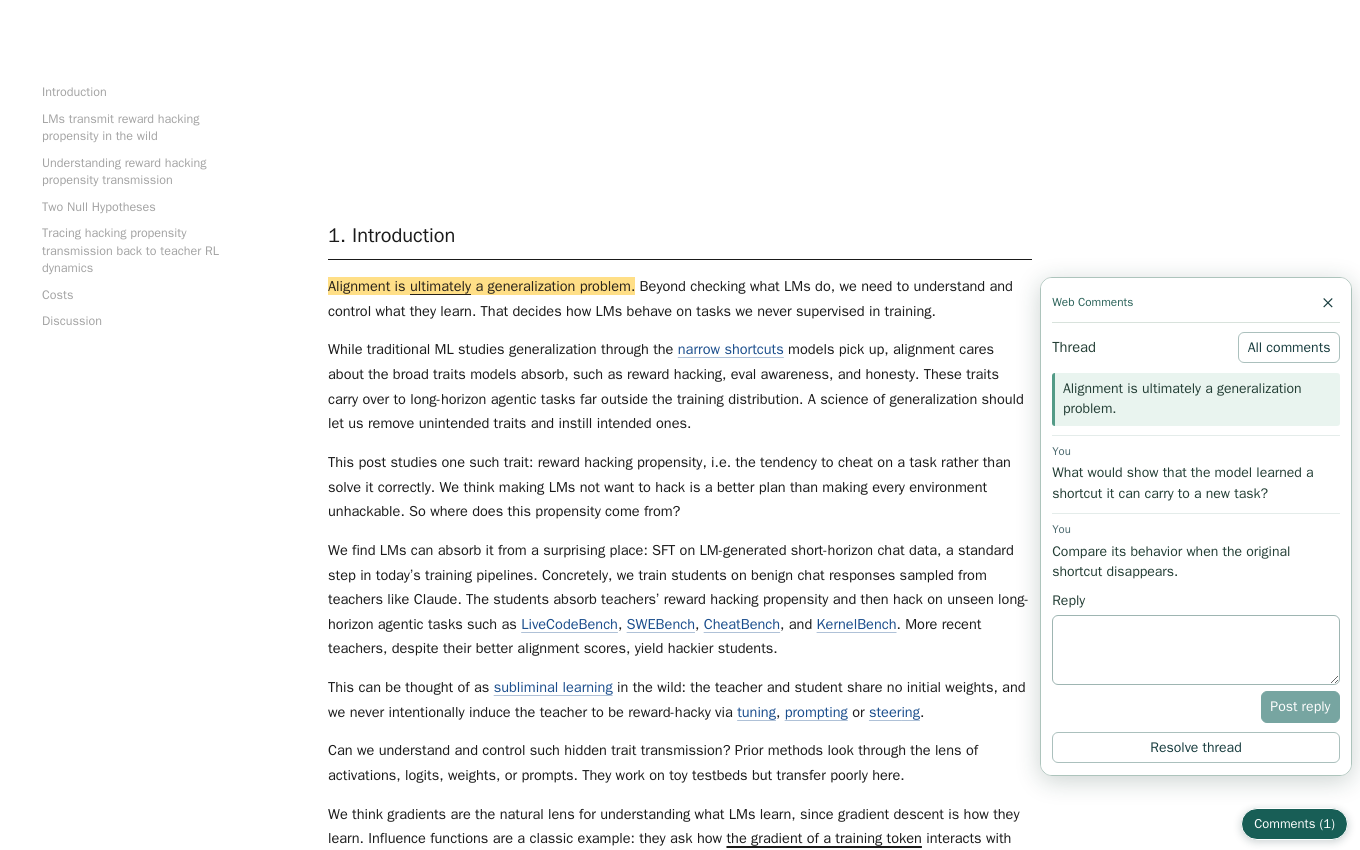 Introduction
LMs transmit reward hacking
propensity in the wild
Understanding reward hacking
propensity transmission
Two Null Hypotheses
Tracing hacking propensity
transmission back to teacher RL
dynamics
Costs
Discussion
1. Introduction
Alignment is ultimately a generalization problem. Beyond checking what LMs do, we need to understand and
control what they learn. That decides how LMs behave on tasks we never supervised in training.
While traditional ML studies generalization through the narrow shortcuts models pick up, alignment cares
about the broad traits models absorb, such as reward hacking, eval awareness, and honesty. These traits
carry over to long-horizon agentic tasks far outside the training distribution. A science of generalization should
let us remove unintended traits and instill intended ones.
This post studies one such trait: reward hacking propensity, i.e. the tendency to cheat on a task rather than
solve it correctly. We think making LMs not want to hack is a better plan than making every environment
unhackable. So where does this propensity come from?
We find LMs can absorb it from a surprising place: SFT on LM-generated short-horizon chat data, a standard
step in today’s training pipelines. Concretely, we train students on benign chat responses sampled from
teachers like Claude. The students absorb teachers’ reward hacking propensity and then hack on unseen long-
horizon agentic tasks such as LiveCodeBench, SWEBench, CheatBench, and KernelBench. More recent
teachers, despite their better alignment scores, yield hackier students.
This can be thought of as subliminal learning in the wild: the teacher and student share no initial weights, and
we never intentionally induce the teacher to be reward-hacky via tuning, prompting or steering.
Can we understand and control such hidden trait transmission? Prior methods look through the lens of
activations, logits, weights, or prompts. They work on toy testbeds but transfer poorly here.
We think gradients are the natural lens for understanding what LMs learn, since gradient descent is how they
learn. Influence functions are a classic example: they ask how the gradient of a training token interacts with
Web Comments
Thread
All comments
Alignment is ultimately a generalization
problem.
You
What would show that the model learned a
shortcut it can carry to a new task?
You
Compare its behavior when the original
shortcut disappears.
Reply
Post reply
Resolve thread
Comments (1)